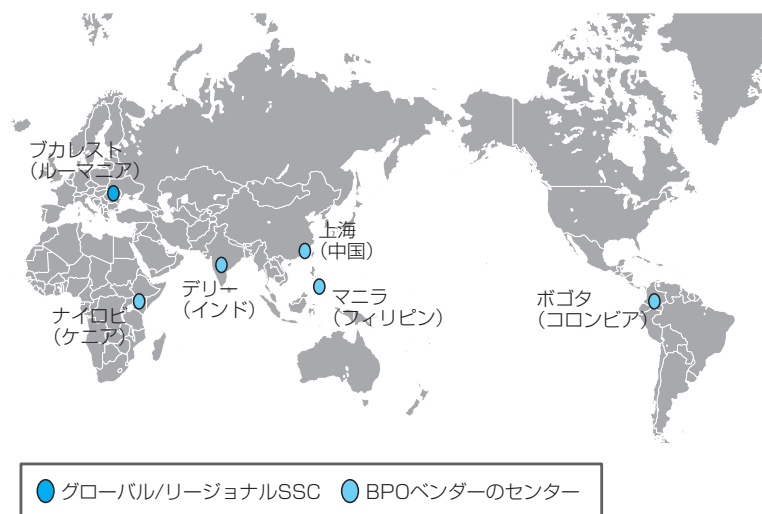 ブカレスト
(ルーマニア)
上海
(中国)
デリー
(インド)
マニラ
(フィリピン)
ナイロビ
(ケニア)
ボゴタ
(コロンビア)
グローバル/リージョナルSSC
BPOベンダーのセンター